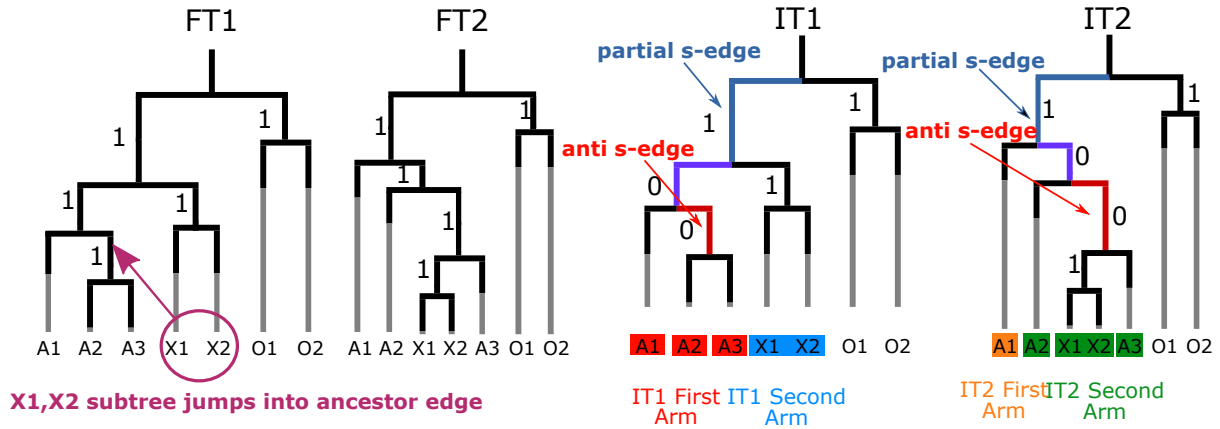 FT1
FT2
IT1
IT2
partial s-edge
partial s-edge
1
1
1
1
1
1
1
1
anti s-edge
anti s-edge
1
1
1
0
1
0
1
0
0
1
1
A1 A2 A3 X1 X2 O1 O2
A1 A2 X1 X2 A3 O1 O2
A1 A2 A3 X1 X2 O1 O2
A1 A2 X1 X2 A3 O1 O2
X1,X2 subtree jumps into ancestor edge
IT1 First
Arm
IT1 Second
Arm
IT2 First
Arm
IT2 Second
Arm